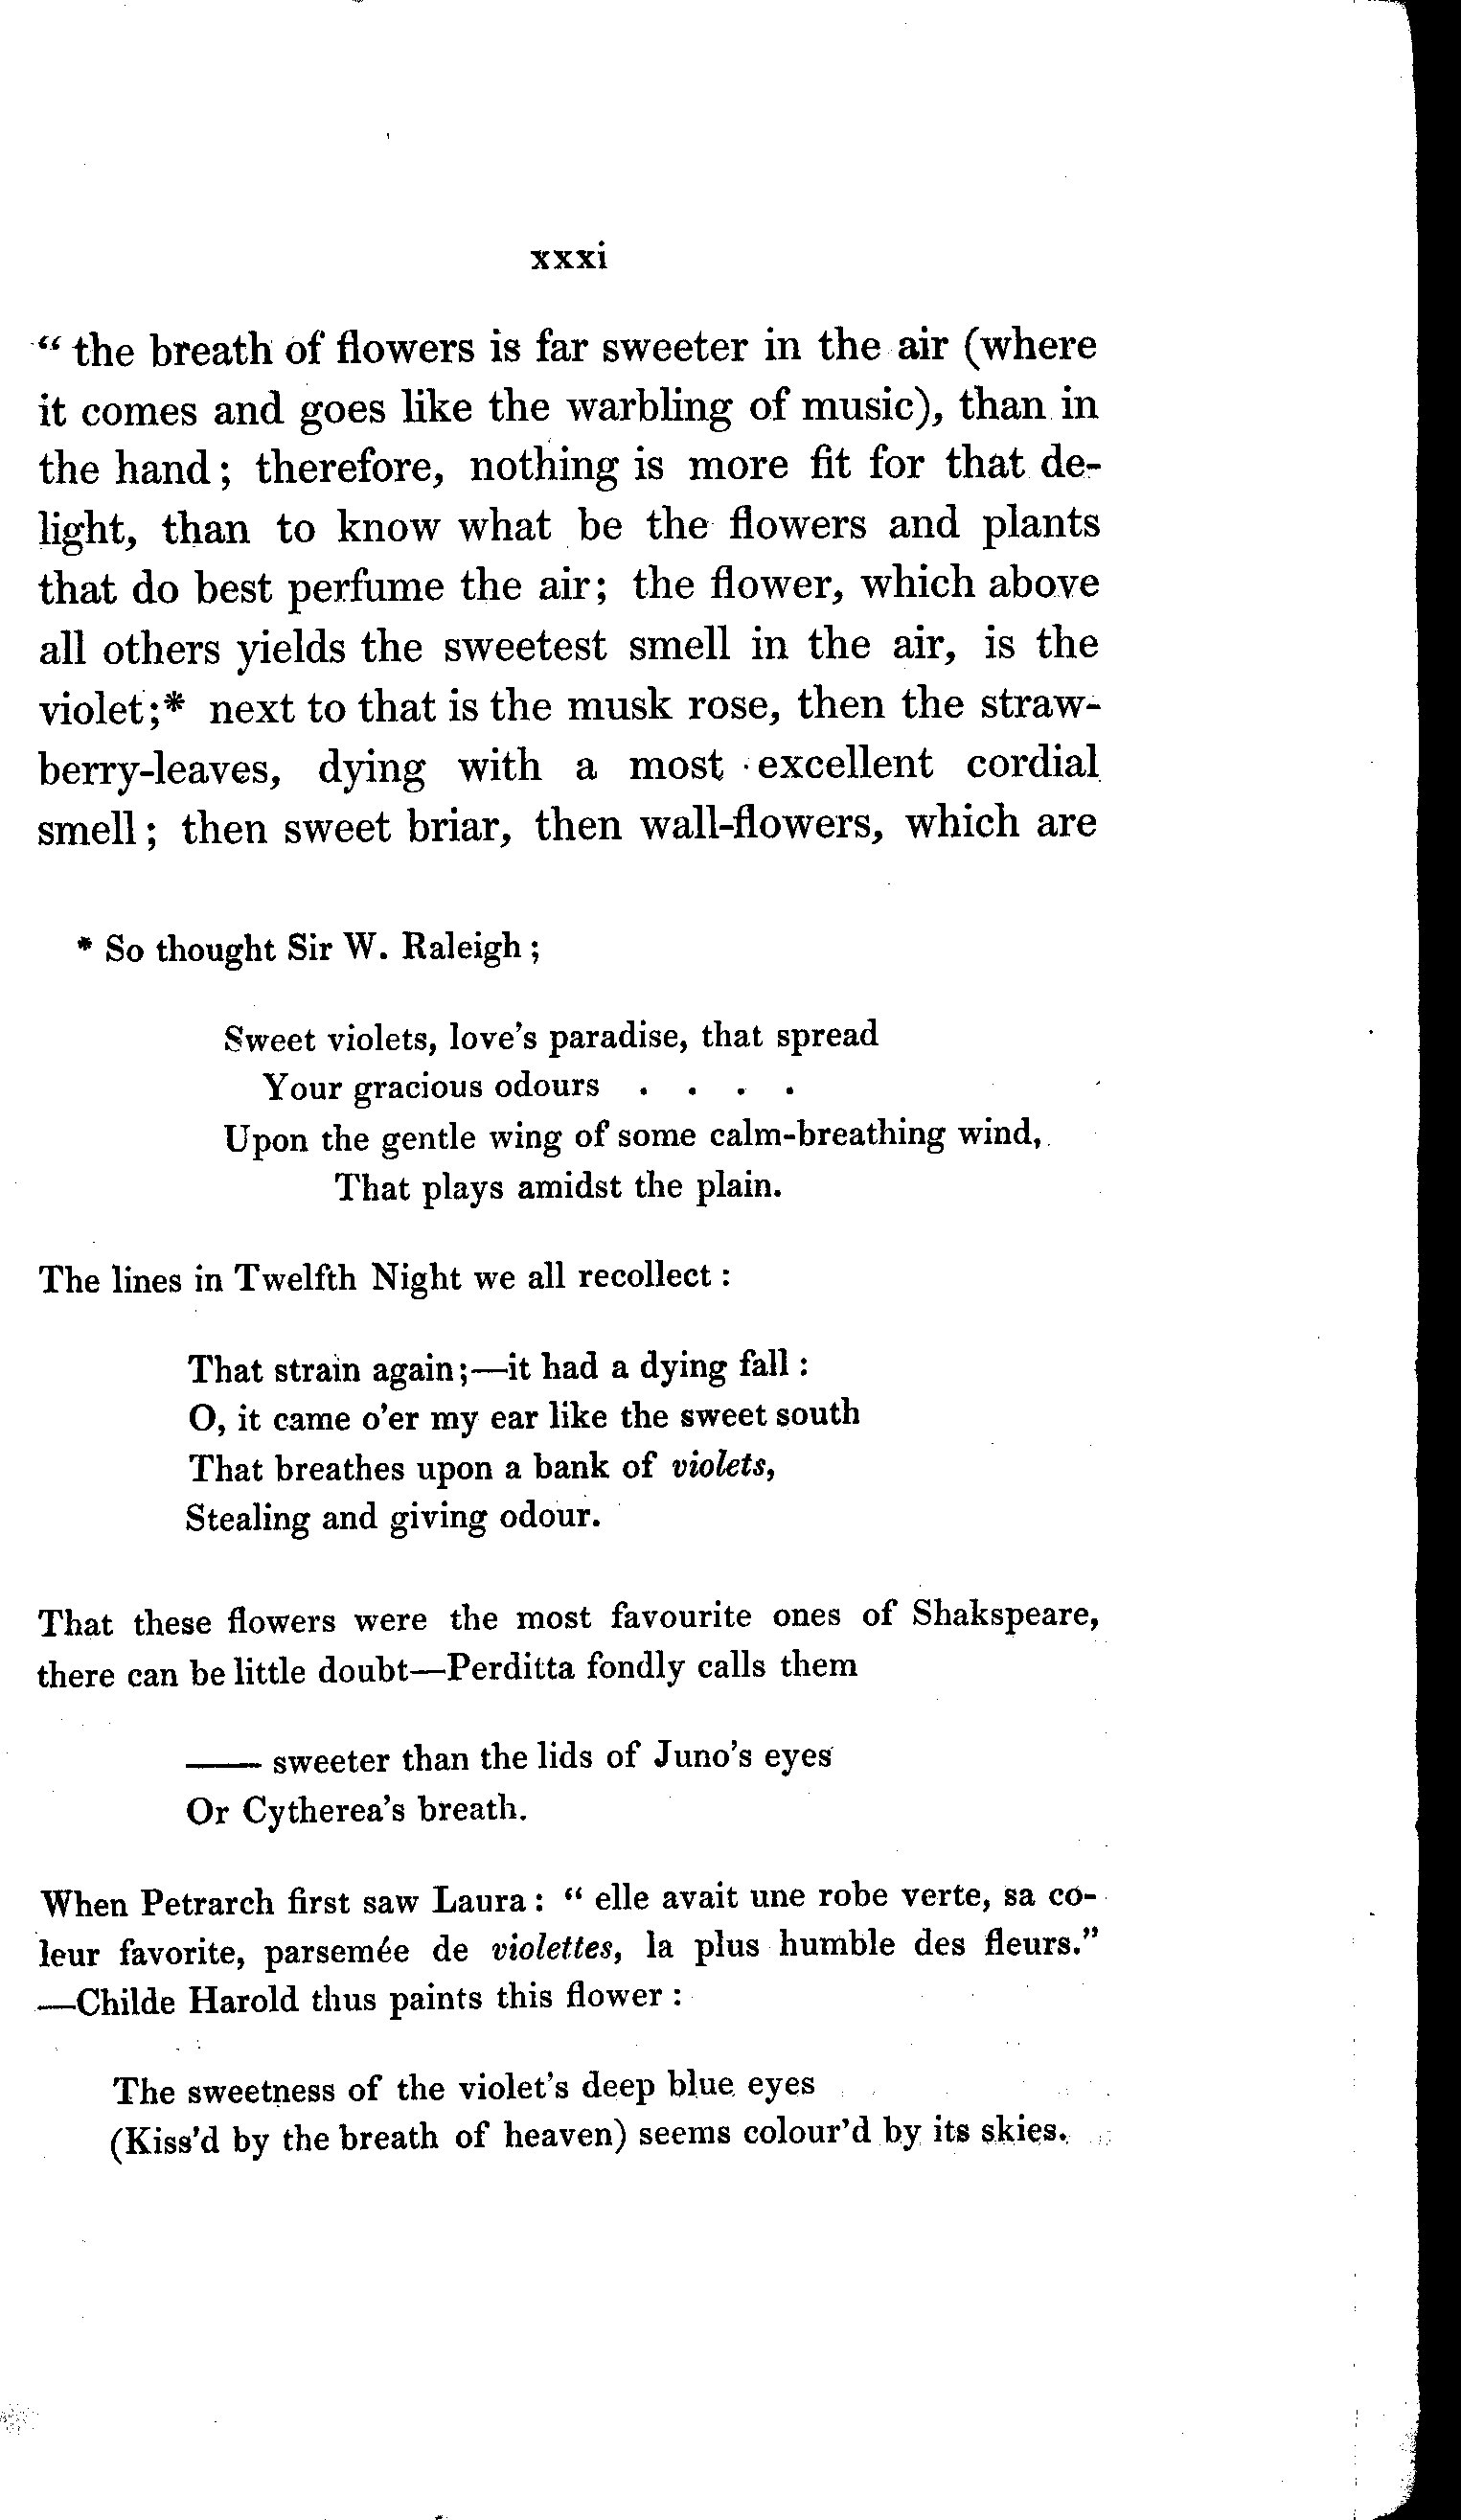 xxxi
“ the breath of flowers is far sweeter in the air (where
it comes and goes like the warbling of music), than in
the hand ; therefore, nothing is more fit for that de-
light, than to know what be the flowers and plants
that do best perfume the air; the flower, which above
all others yields the sweetest smell in the air, is the
violet;* next to that is the musk rose, then the straw-
berry-leaves, dying with a most excellent cordial
smell ; then sweet briar, then wall-flowers, which are
* So thought Sir W. Raleigh ;
Sweet violets, love's paradise, that spread
Your gracious odours . . . .
Upon the gentle wing of some calm-breathing wind,
That plays amidst the plain.
The lines in Twelfth Night we all recollect :
That strain again;—it had a dying fall :
O, it came o'er my ear like the sweet south
That breathes upon a bank of violets,
Stealing and giving odour.
That these flowers were the most favourite ones of Shakspeare,
there can be little doubt—Perditta fondly calls them
—— sweeter than the lids of Juno's eyes
Or Cytherea's breath.
When Petrarch first saw Laura : “ elle avait une robe verte, sa co-
leur favorite, parsemée de violettes, la plus humble des fleurs.”
—Childe Harold thus paints this flower :
The sweetness of the violet's deep blue eyes
(Kiss'd by the breath of heaven) seems colour'd by its skies.